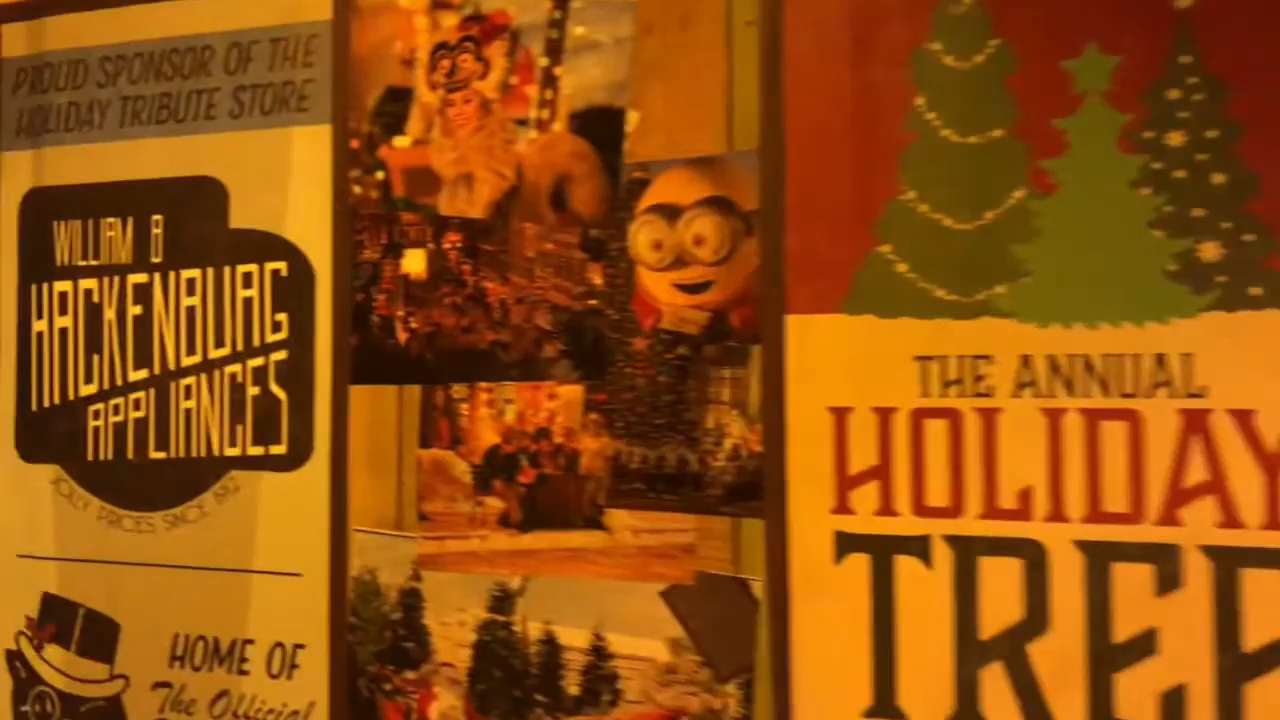 PROUD SPONSOR OF THE
HOLIDAY TRIBUTE STORE
WILLIAM B
HACKENBURG
APPLIANCES
JOLLY PRICES SINCE 1912
HOME OF
The Official
THE ANNUAL
HOLIDAY
TREE